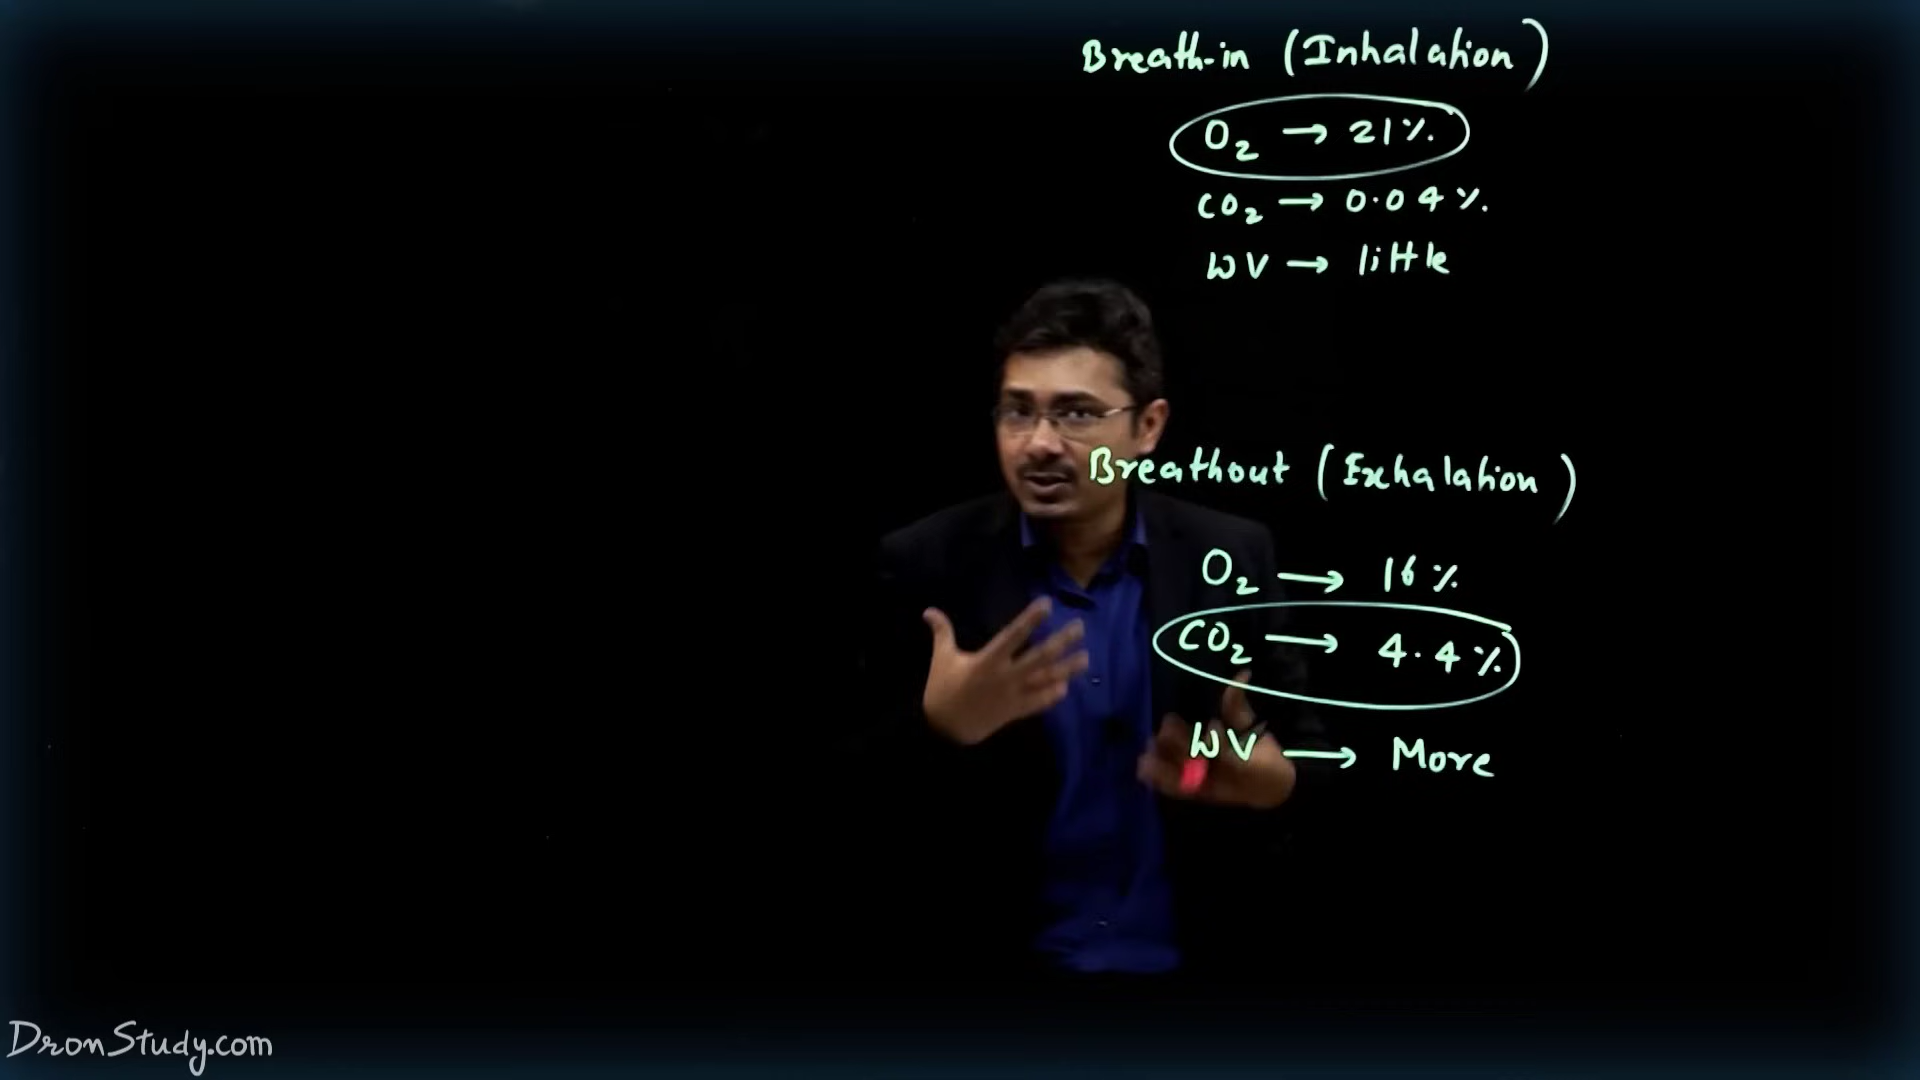 Breath-in (Inhalation)
O₂ → 21%
CO₂ → 0.04%
WV → little
Breathout (Exhalation)
O₂ → 16%
CO₂ → 4.4%
WV → More
DronStudy.com